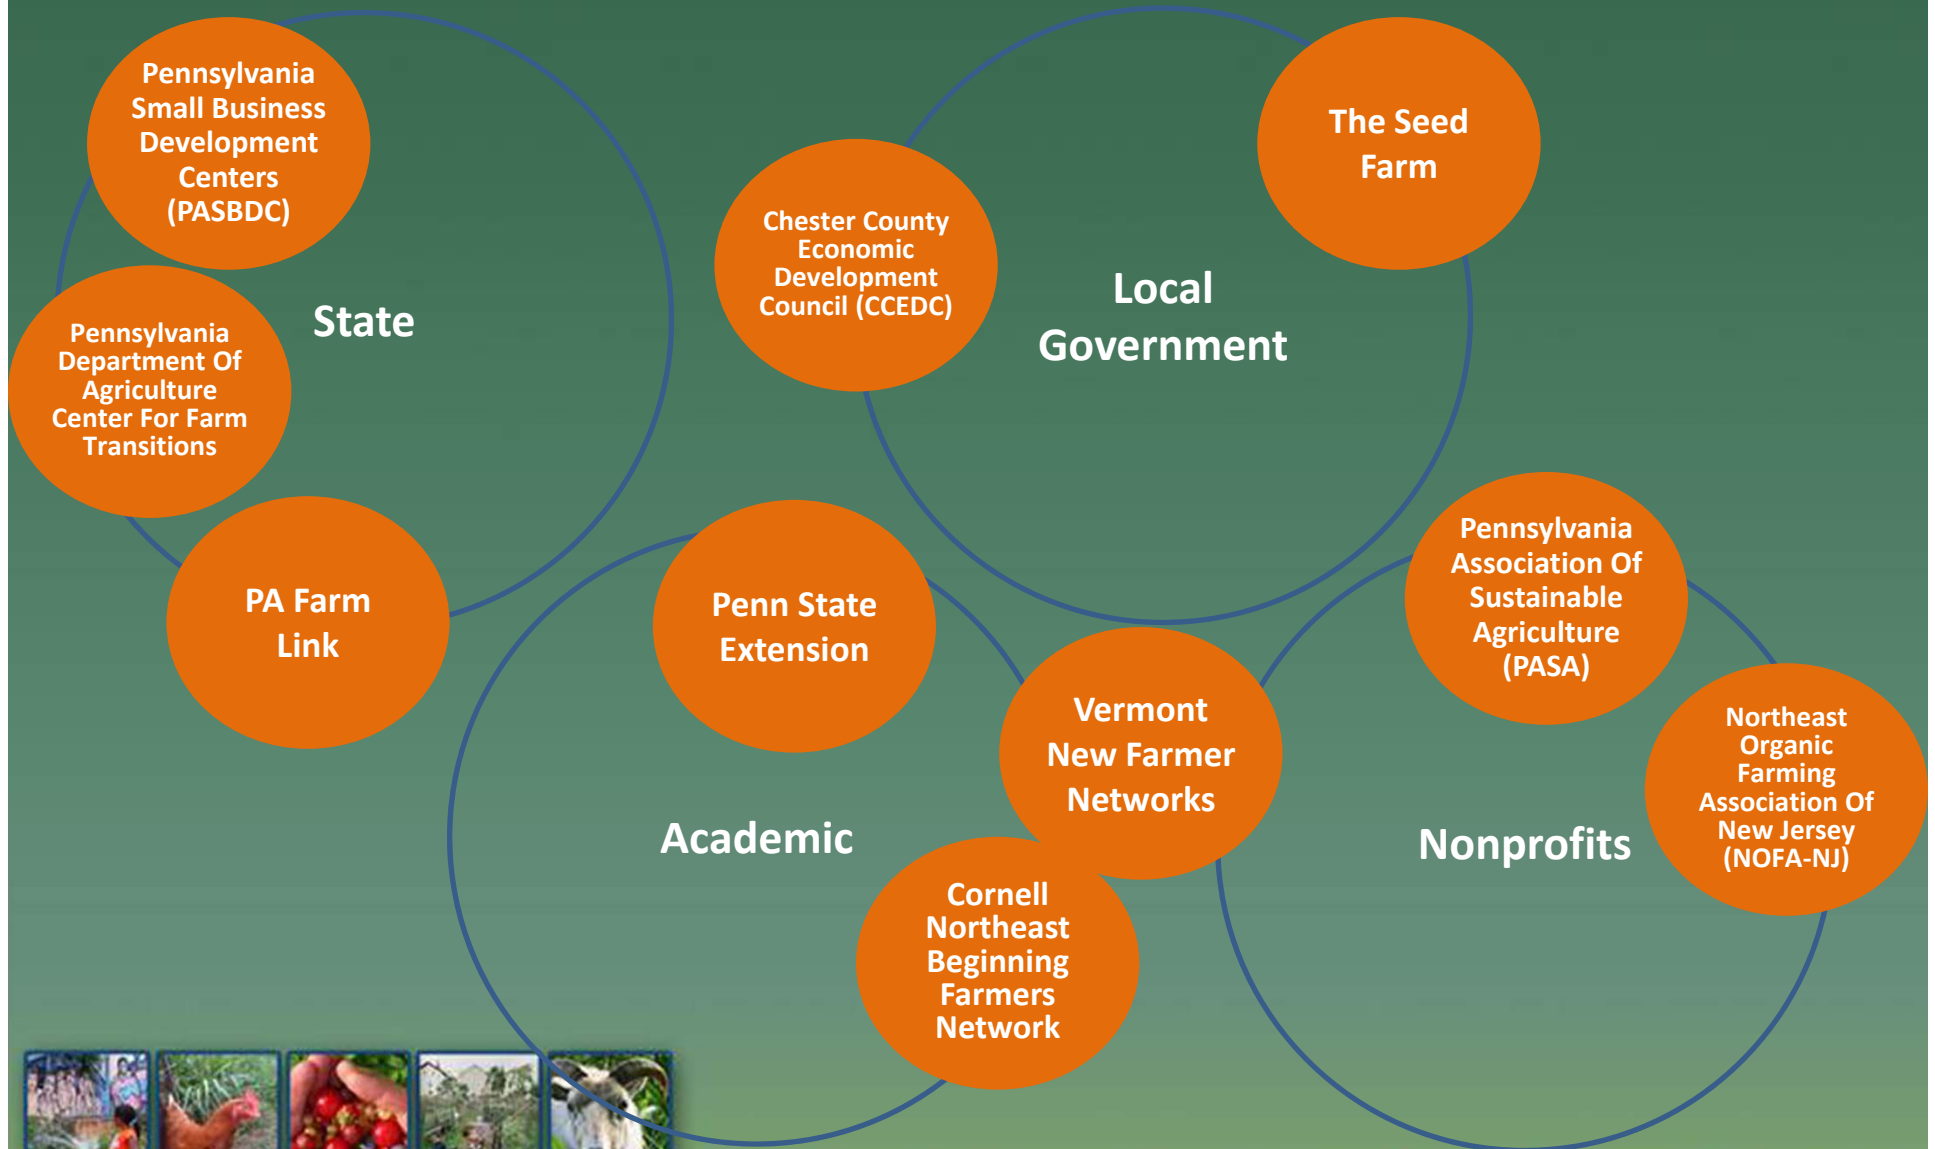 Pennsylvania
Small Business
Development
Centers
(PASBDC)
Pennsylvania
Department Of
Agriculture
Center For Farm
Transitions
State
PA Farm
Link
Chester County
Economic
Development
Council (CCEDC)
Local
Government
The Seed
Farm
Penn State
Extension
Vermont
New Farmer
Networks
Academic
Cornell
Northeast
Beginning
Farmers
Network
Pennsylvania
Association Of
Sustainable
Agriculture
(PASA)
Northeast
Organic
Farming
Association Of
New Jersey
(NOFA-NJ)
Nonprofits